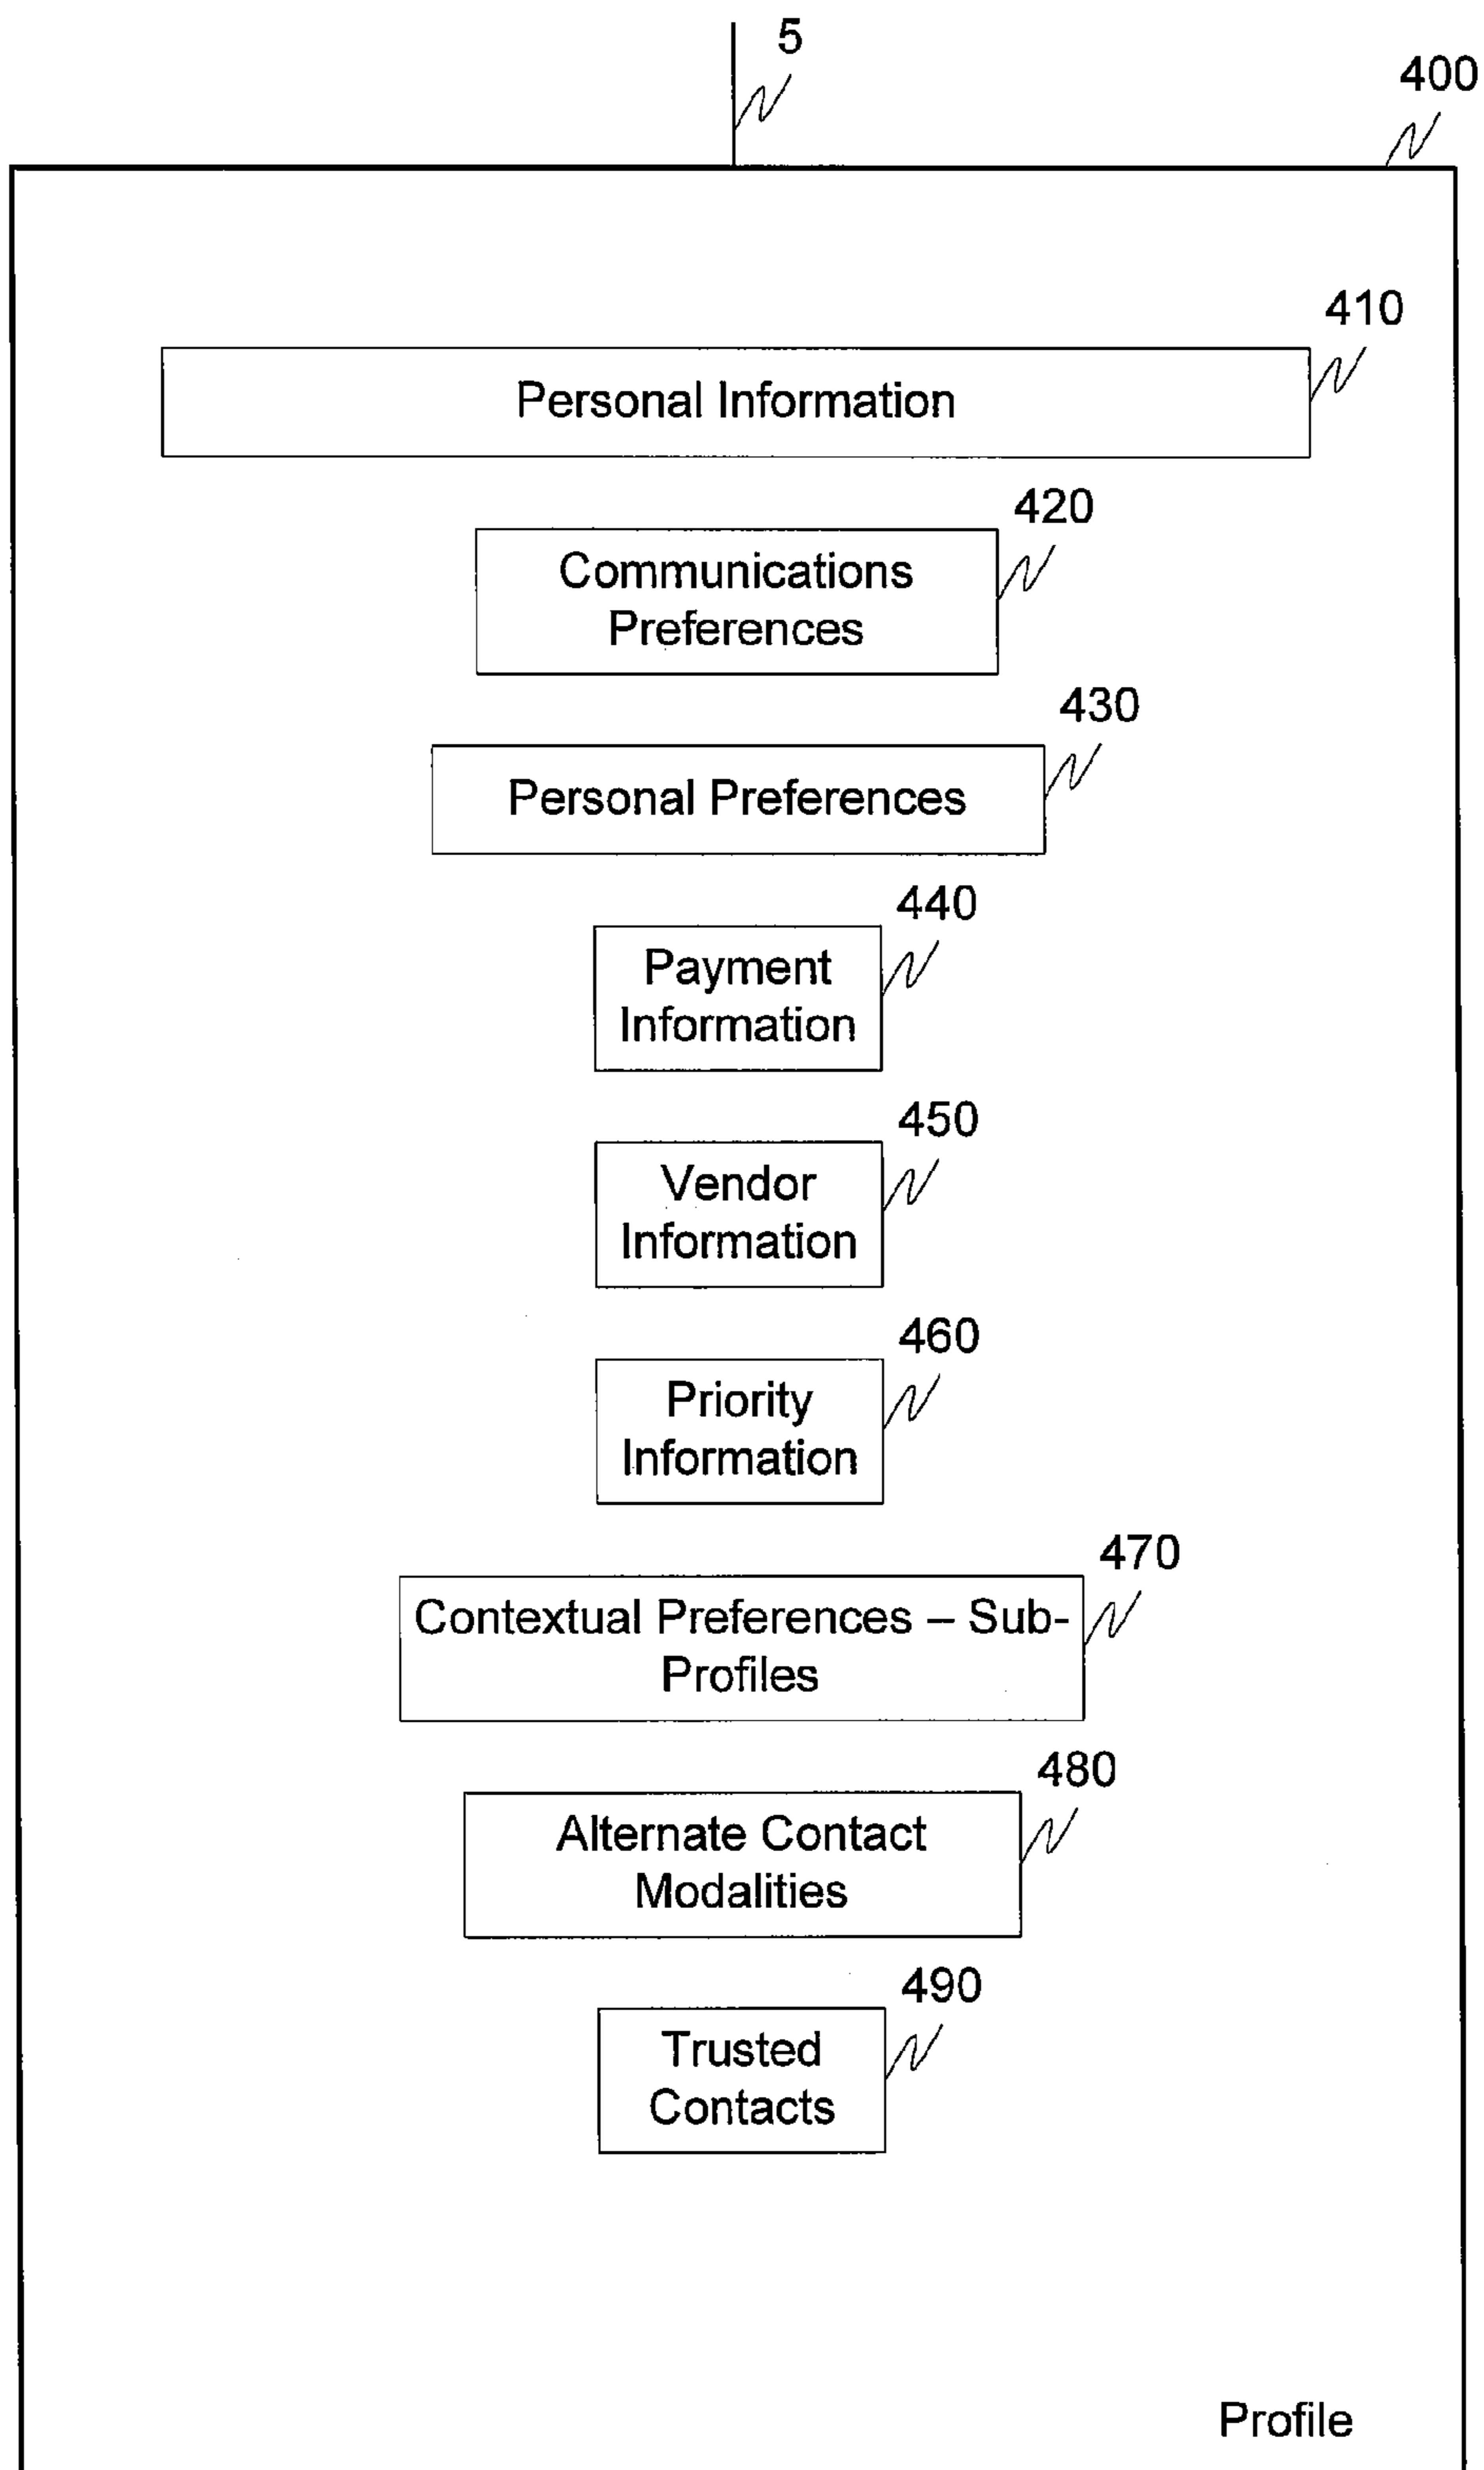 5
400
410
Personal Information
420
Communications
Preferences
430
Personal Preferences
440
Payment
Information
450
Vendor
Information
460
Priority
Information
470
Contextual Preferences – Sub-
Profiles
480
Alternate Contact
Modalities
490
Trusted
Contacts
Profile